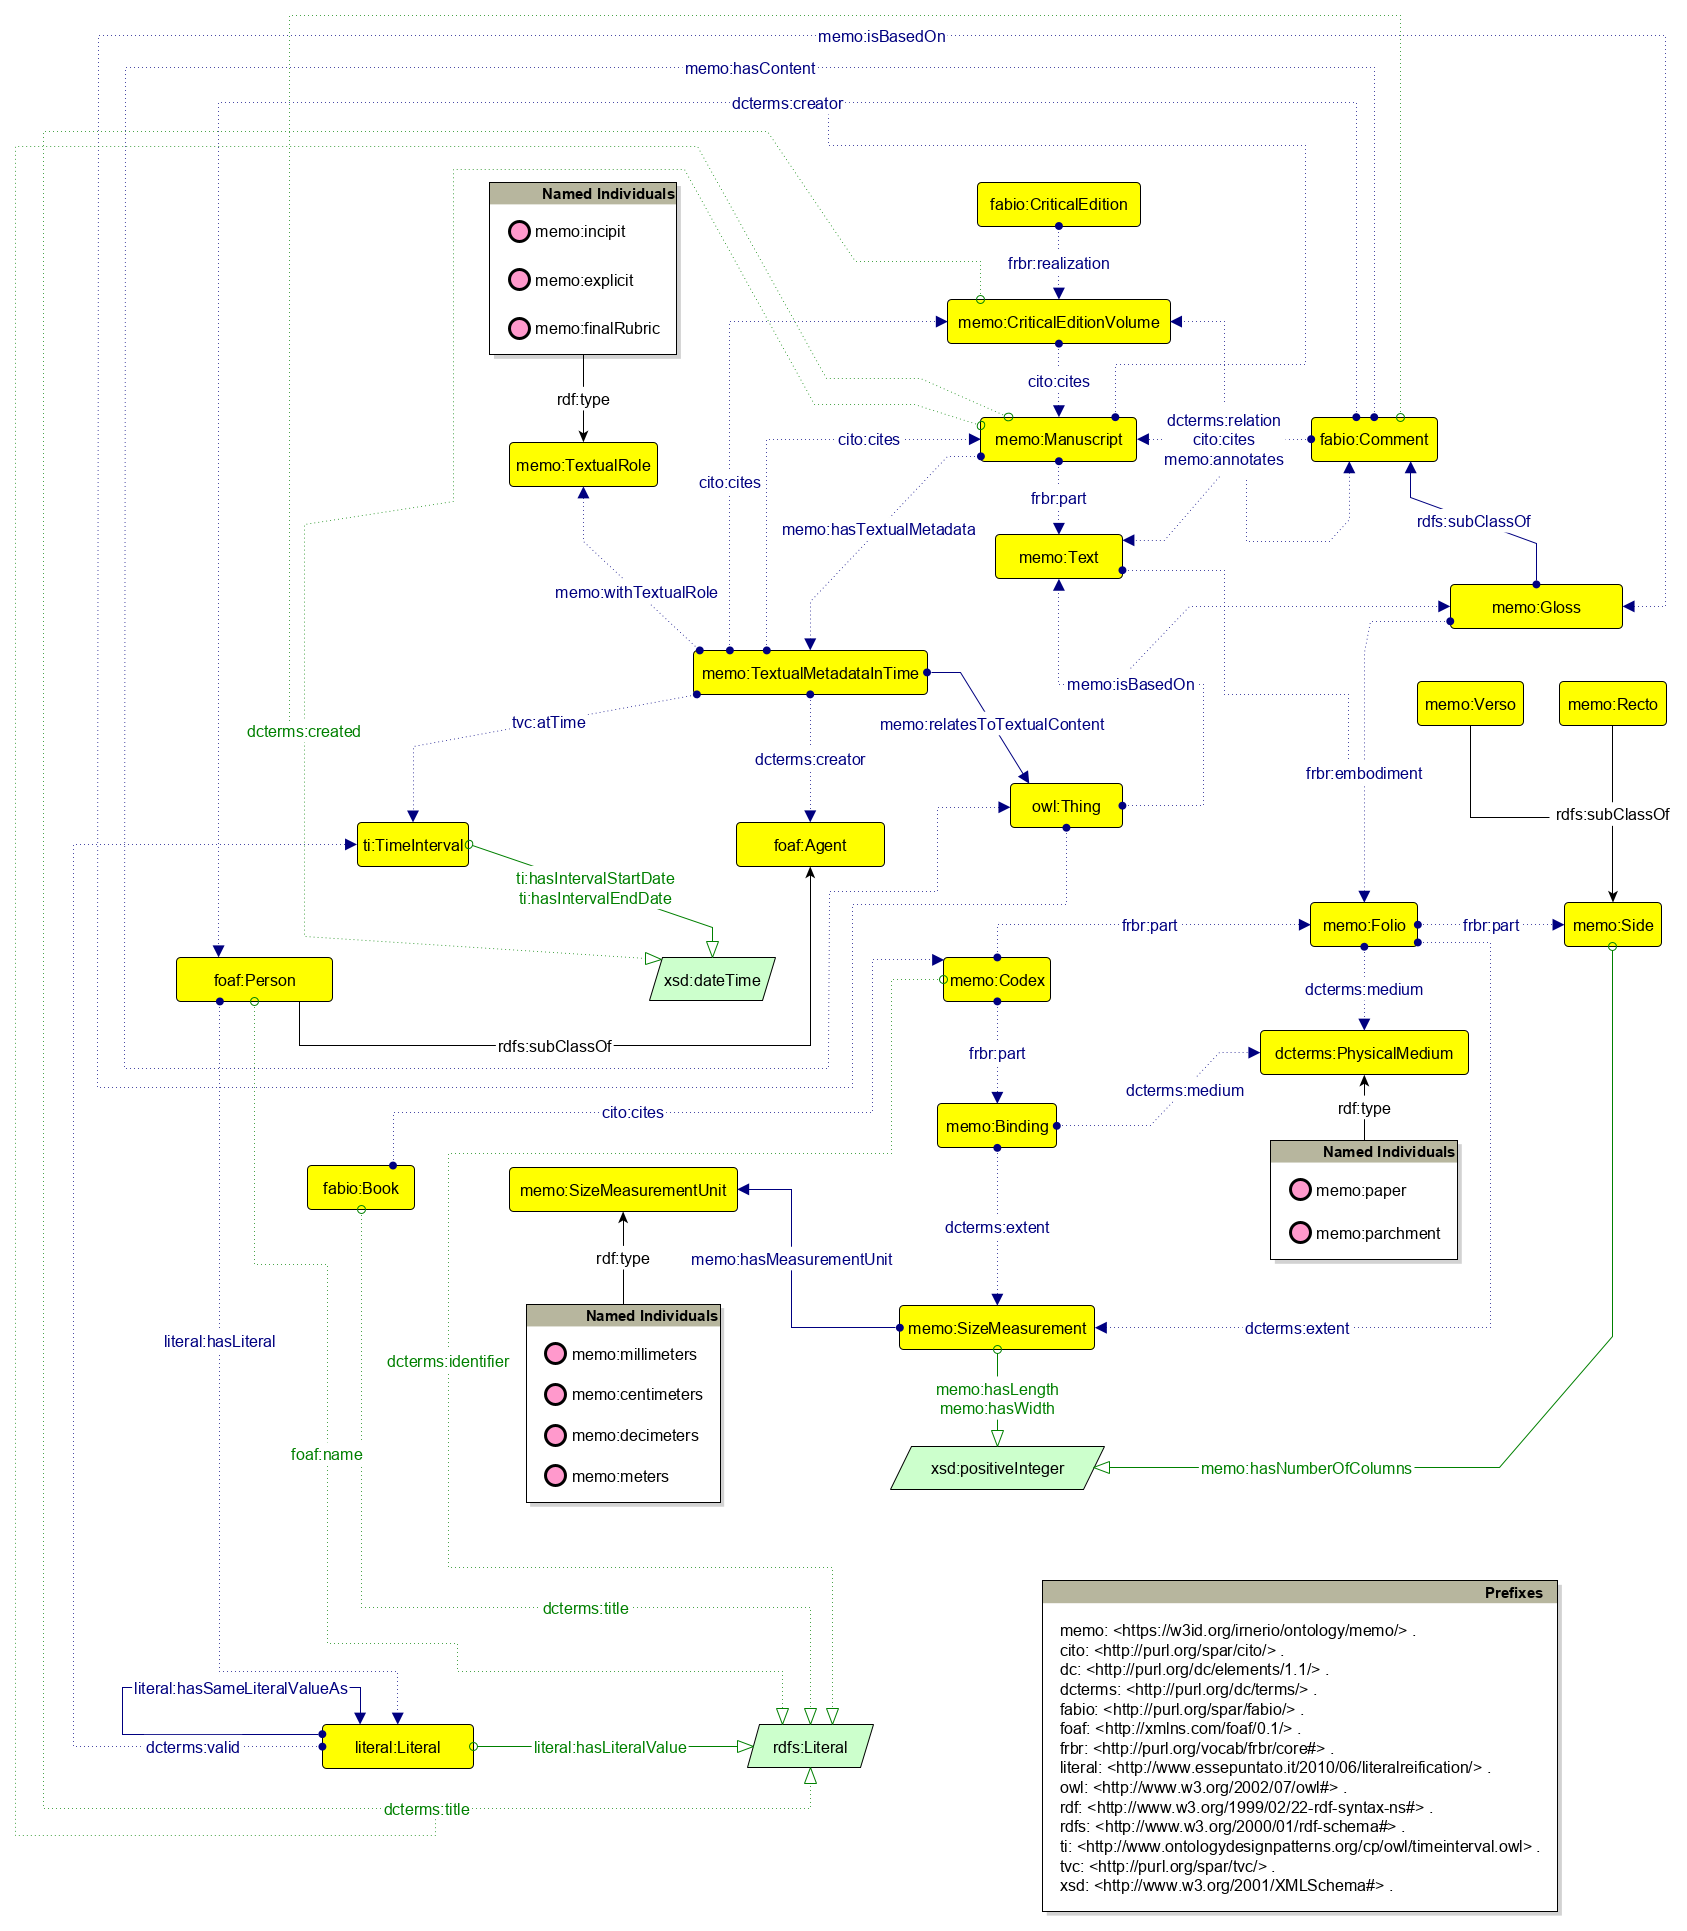 memo:isBasedOn
memo:hasContent
dcterms:creator
Named Individuals
memo:incipit
memo:explicit
memo:finalRubric
fabio:CriticalEdition
frbr:realization
memo:CriticalEditionVolume
cito:cites
rdf:type
memo:TextualRole
cito:cites
memo:Manuscript
dcterms:relation
cito:cites
memo:annotates
fabio:Comment
cito:cites
frbr:part
rdfs:subClassOf
memo:hasTextualMetadata
memo:Text
memo:withTextualRole
memo:Gloss
memo:TextualMetadataInTime
memo:isBasedOn
memo:Verso
memo:Recto
tvc:atTime
memo:relatesToTextualContent
dcterms:created
dcterms:creator
frbr:embodiment
owl:Thing
rdfs:subClassOf
ti:TimeInterval
foaf:Agent
ti:hasIntervalStartDate
ti:hasIntervalEndDate
frbr:part
memo:Folio
frbr:part
memo:Side
foaf:Person
xsd:dateTime
memo:Codex
dcterms:medium
rdfs:subClassOf
frbr:part
dcterms:PhysicalMedium
dcterms:medium
cito:cites
rdf:type
memo:Binding
Named Individuals
memo:paper
memo:parchment
fabio:Book
memo:SizeMeasurementUnit
dcterms:extent
rdf:type
memo:hasMeasurementUnit
Named Individuals
memo:millimeters
memo:centimeters
memo:decimeters
memo:meters
memo:SizeMeasurement
dcterms:extent
literal:hasLiteral
dcterms:identifier
memo:hasLength
memo:hasWidth
foaf:name
xsd:positiveInteger
memo:hasNumberOfColumns
dcterms:title
literal:hasSameLiteralValueAs
dcterms:valid
literal:Literal
literal:hasLiteralValue
rdfs:Literal
dcterms:title
Prefixes
memo: <https://w3id.org/irnerio/ontology/memo/> .
cito: <http://purl.org/spar/cito/> .
dc: <http://purl.org/dc/elements/1.1/> .
dcterms: <http://purl.org/dc/terms/> .
fabio: <http://purl.org/spar/fabio/> .
foaf: <http://xmlns.com/foaf/0.1/> .
frbr: <http://purl.org/vocab/frbr/core#> .
literal: <http://www.essepuntato.it/2010/06/literalreification/> .
owl: <http://www.w3.org/2002/07/owl#> .
rdf: <http://www.w3.org/1999/02/22-rdf-syntax-ns#> .
rdfs: <http://www.w3.org/2000/01/rdf-schema#> .
ti: <http://www.ontologydesignpatterns.org/cp/owl/timeinterval.owl> .
tvc: <http://purl.org/spar/tvc/> .
xsd: <http://www.w3.org/2001/XMLSchema#> .